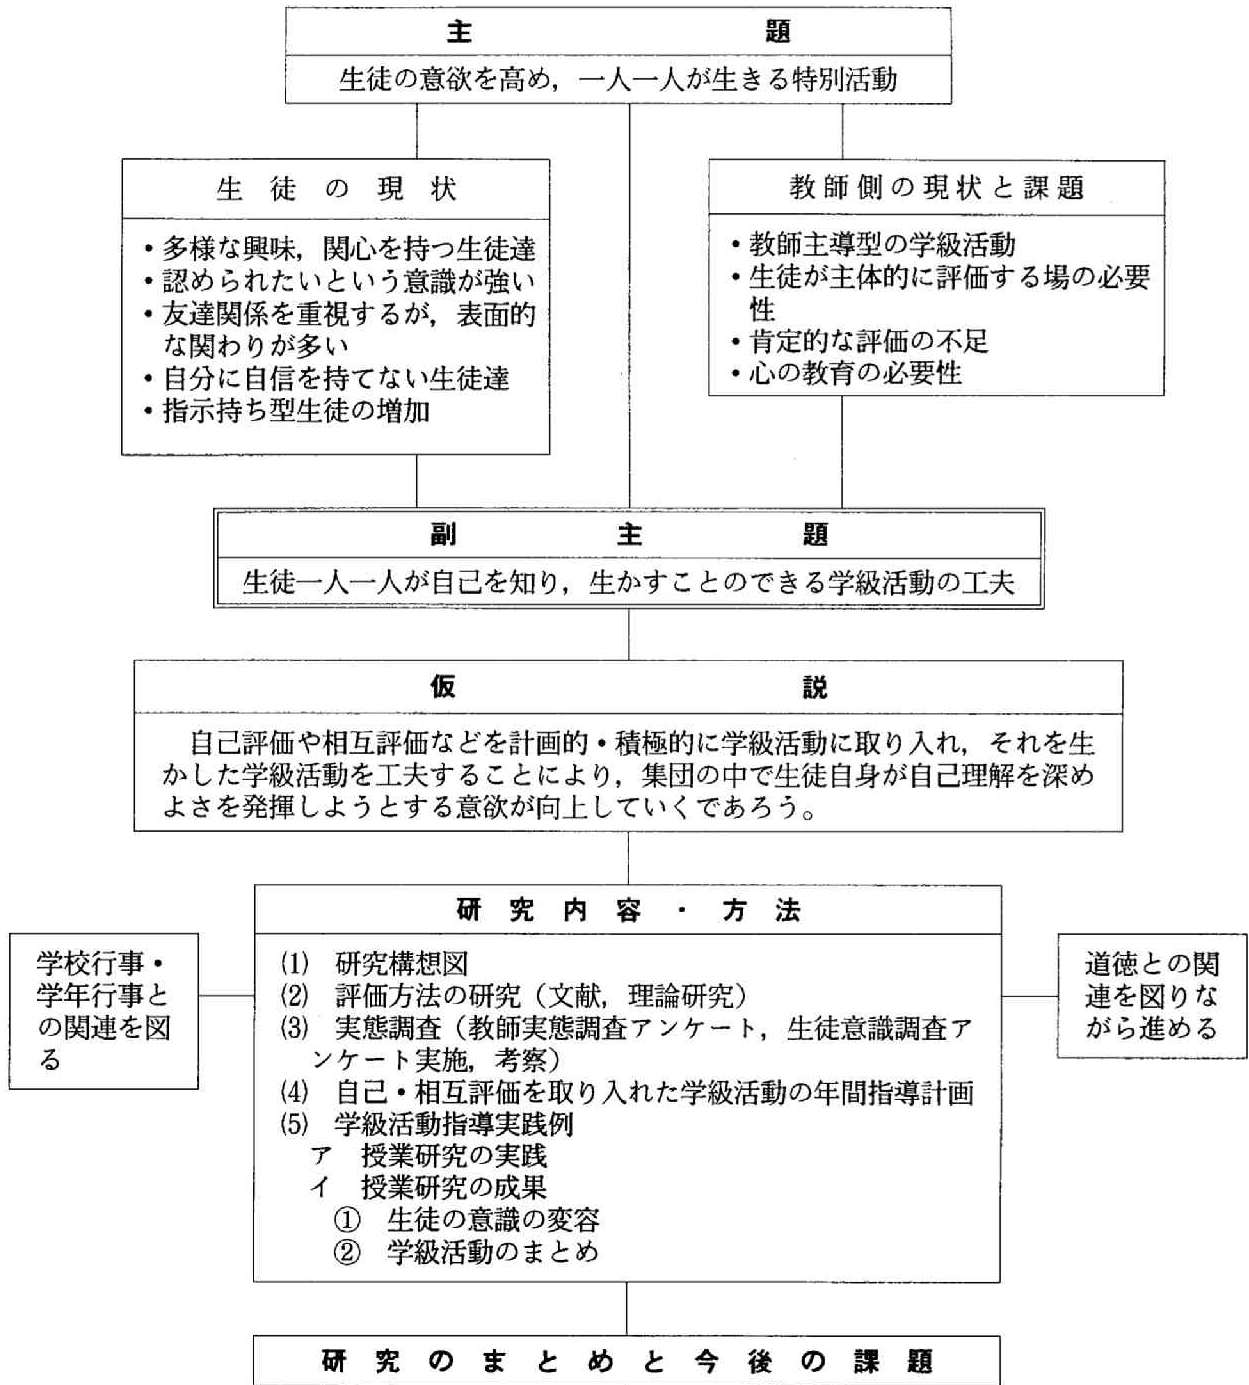 主題
生徒の意欲を高め，一人一人が生きる特別活動
生徒の現状
・多様な興味，関心を持つ生徒達
・認められたいという意識が強い
・友達関係を重視するが，表面的
な関わりが多い
・自分に自信を持てない生徒達
・指示持ち型生徒の増加
教師側の現状と課題
・教師主導型の学級活動
・生徒が主体的に評価する場の必要
性
・肯定的な評価の不足
・心の教育の必要性
副主題
生徒一人一人が自己を知り，生かすことのできる学級活動の工夫
仮説
自己評価や相互評価などを計画的・積極的に学級活動に取り入れ，それを生
かした学級活動を工夫することにより，集団の中で生徒自身が自己理解を深め
よさを発揮しようとする意欲が向上していくであろう。
学校行事・
学年行事と
の関連を図
る
研究内容・方法
⑴　研究構想図
⑵　評価方法の研究（文献，理論研究）
⑶　実態調査（教師実態調査アンケート，生徒意識調査ア
ンケート実施，考察）
⑷　自己・相互評価を取り入れた学級活動の年間指導計画
⑸　学級活動指導実践例
ア　授業研究の実践
イ　授業研究の成果
①　生徒の意識の変容
②　学級活動のまとめ
道徳との関
連を図りな
がら進める
研究のまとめと今後の課題